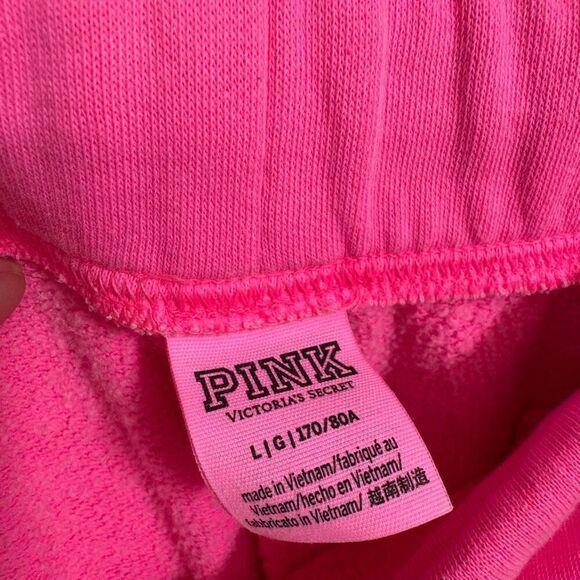 PINK
VICTORIA'S SECRET
L|G|170/80A
made in Vietnam/fabriqué au
Vietnam/hecho en Vietnam/
fabbricato in Vietnam/越南制造